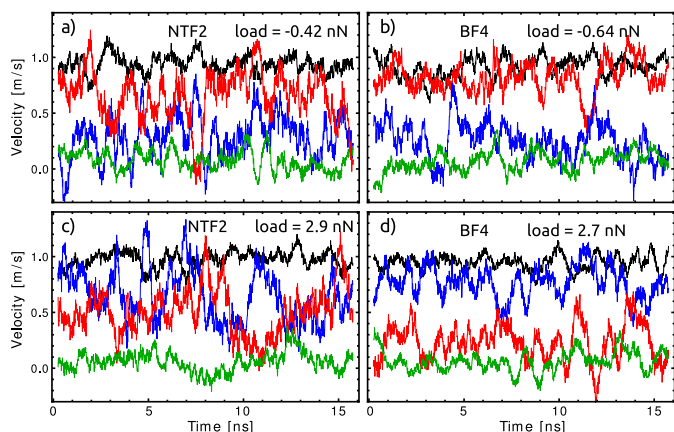 a) NTF2 load = -0.42 nN
b) BF4 load = -0.64 nN
1.0
0.5
0.0
Velocity [m/s]
c) NTF2 load = 2.9 nN
d) BF4 load = 2.7 nN
1.0
0.5
0.0
Velocity [m/s]
0 5 10 15
0 5 10 15
Time [ns]
Time [ns]